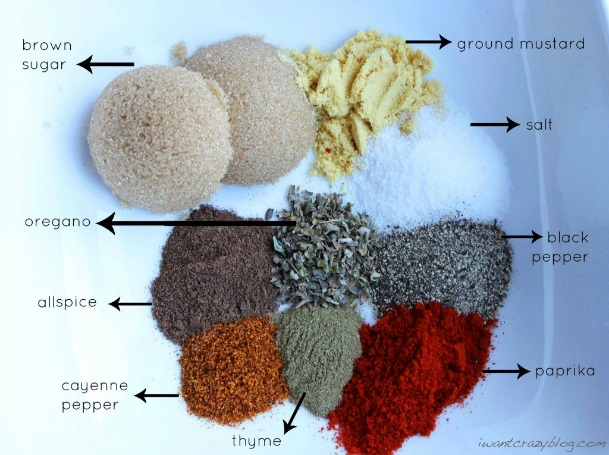 brown
sugar
ground mustard
salt
oregano
black
pepper
allspice
paprika
cayenne
pepper
thyme
iwantcrazyblog.com